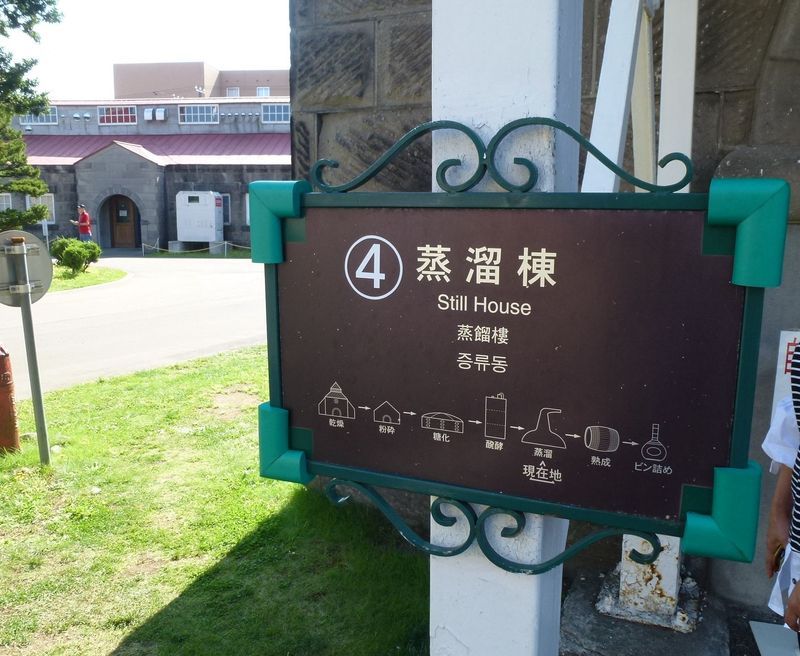 ④ 蒸溜棟
Still House
蒸餾樓
증류동
乾燥 粉砕 糖化 醗酵 蒸溜 熟成 ビン詰め
現在地